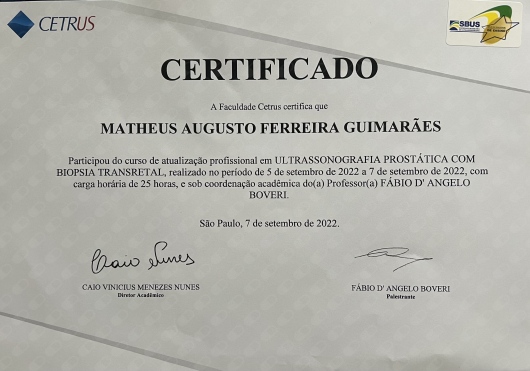 CETRUS
SBUS
CERTIFICADO
A Faculdade Cetrus certifica que
MATHEUS AUGUSTO FERREIRA GUIMARÃES
Participou do curso de atualização profissional em ULTRASSONOGRAFIA PROSTÁTICA COM
BIOPSIA TRANSRETAL, realizado no período de 5 de setembro de 2022 a 7 de setembro de 2022, com
carga horária de 25 horas, e sob coordenação acadêmica do(a) Professor(a) FÁBIO D' ANGELO
BOVERI.
São Paulo, 7 de setembro de 2022.
Caio Nunes
CAIO VINICIUS MENEZES NUNES
Diretor Acadêmico
FÁBIO D' ANGELO BOVERI
Palestrante